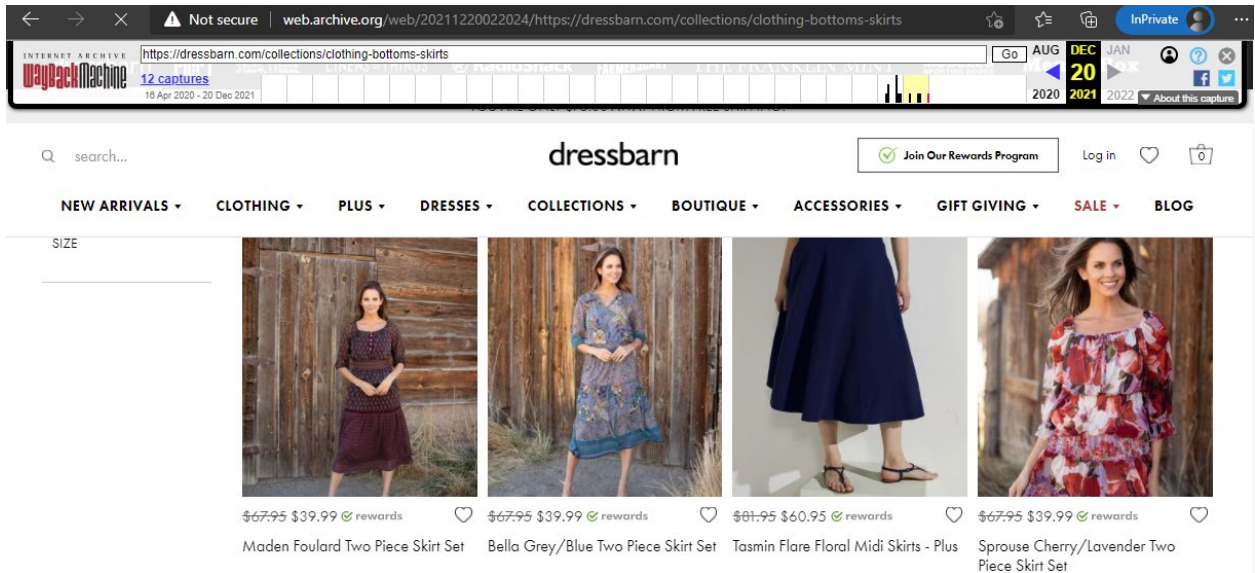 Not secure web.archive.org/web/20211220022024/https://dressbarn.com/collections/clothing-bottoms-skirts InPrivate
INTERNET ARCHIVE https://dressbarn.com/collections/clothing-bottoms-skirts Go AUG DEC JAN
WayBackMachine 12 captures 20
16 Apr 2020 - 20 Dec 2021 2020 2021 2022 ▼ About this capture
search... dressbarn Join Our Rewards Program Log in 0
NEW ARRIVALS CLOTHING PLUS DRESSES COLLECTIONS BOUTIQUE ACCESSORIES GIFT GIVING SALE BLOG
SIZE
$67.95 $39.99 rewards $67.95 $39.99 rewards $81.95 $60.95 rewards $67.95 $39.99 rewards
Maden Foulard Two Piece Skirt Set Bella Grey/Blue Two Piece Skirt Set Tasmin Flare Floral Midi Skirts - Plus Sprouse Cherry/Lavender Two
Piece Skirt Set